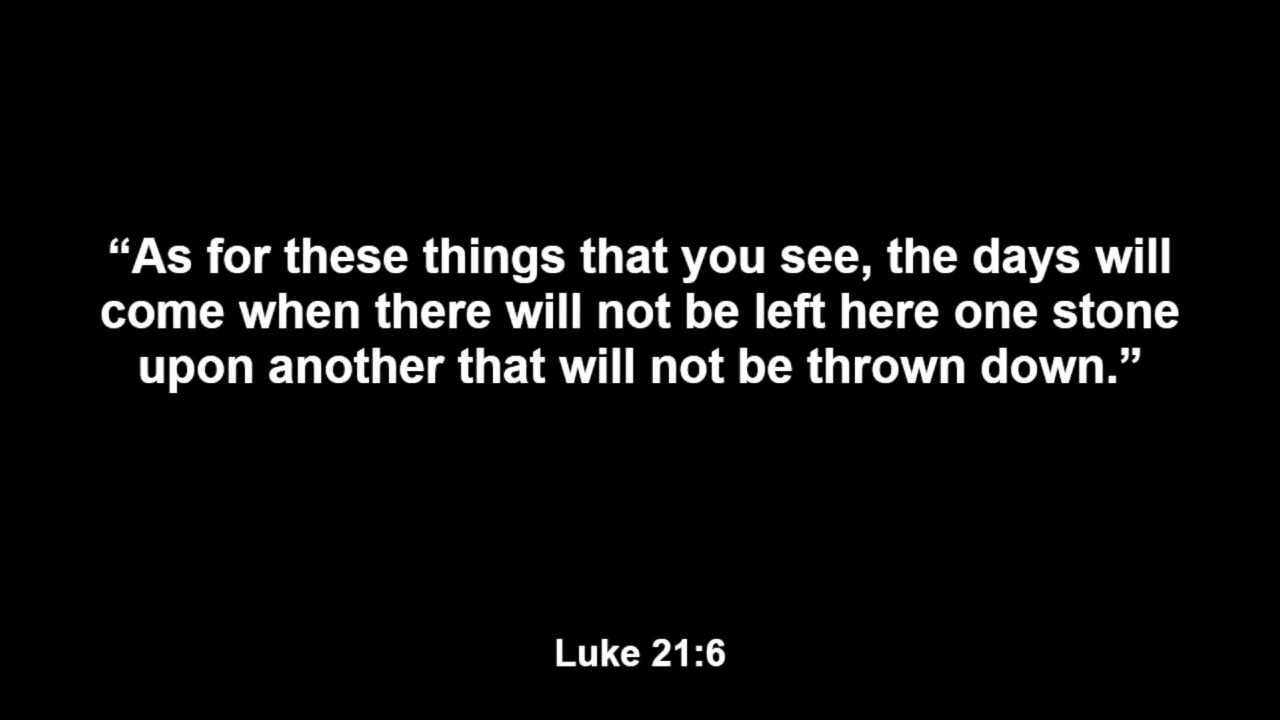 “As for these things that you see, the days will
come when there will not be left here one stone
upon another that will not be thrown down.”
Luke 21:6